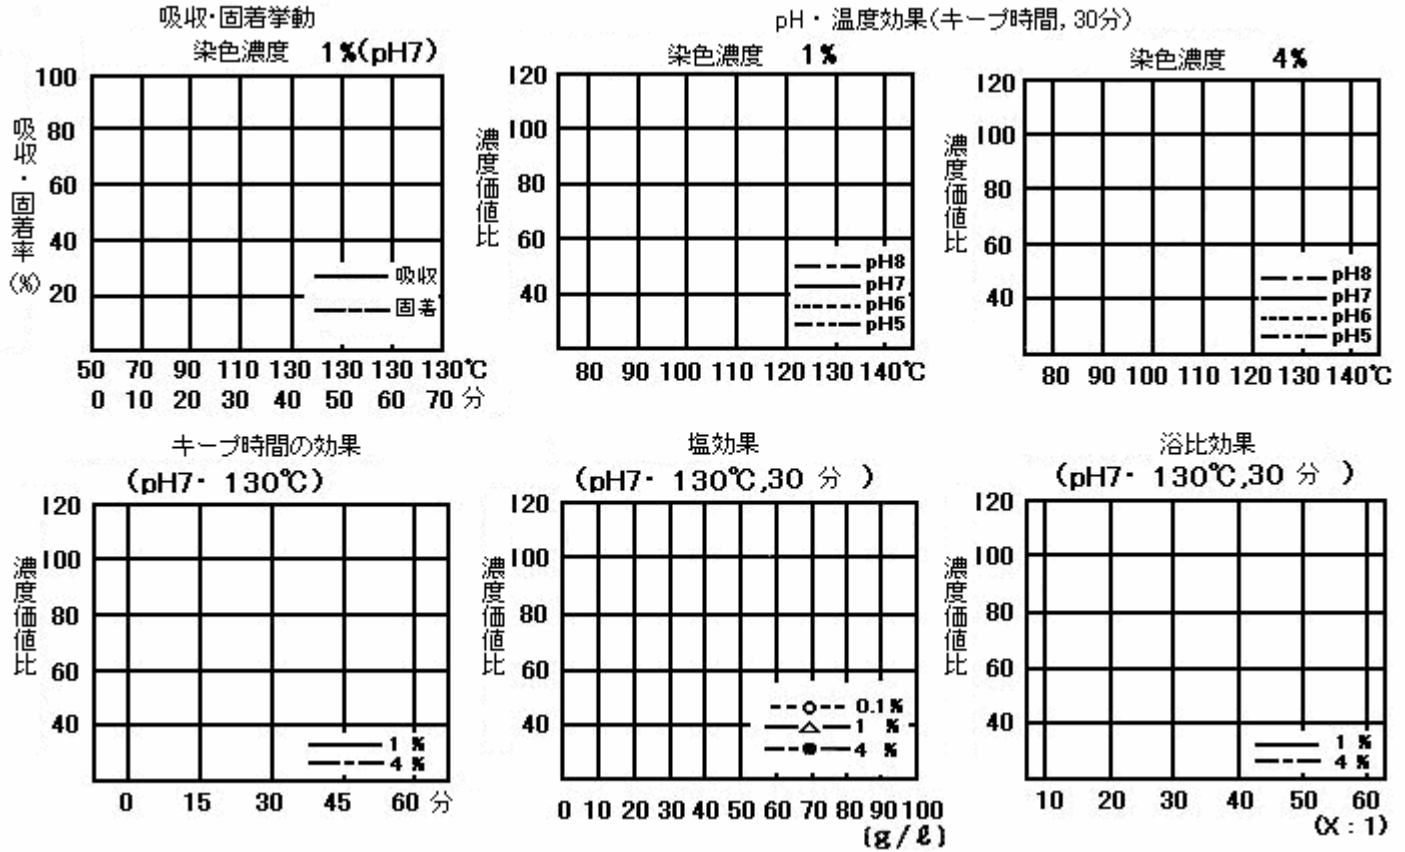 吸収・固着挙動
染色濃度 1%(pH7)
100
80
60
40
20
吸収・固着率(%)
吸収
固着
50 70 90 110 130 130 130 130℃
0 10 20 30 40 50 60 70 分
pH・温度効果(キープ時間,30分)
染色濃度 1%
120
100
80
60
40
濃度価値比
pH8
pH7
pH6
pH5
80 90 100 110 120 130 140℃
染色濃度 4%
120
100
80
60
40
濃度価値比
pH8
pH7
pH6
pH5
80 90 100 110 120 130 140℃
キープ時間の効果
(pH7・130℃)
120
100
80
60
40
濃度価値比
1 %
4 %
0 15 30 45 60 分
塩効果
(pH7・130℃,30 分 )
120
100
80
60
40
濃度価値比
0.1%
1 %
4 %
0 10 20 30 40 50 60 70 80 90 100
(g/ℓ)
浴比効果
(pH7・130℃,30 分 )
120
100
80
60
40
濃度価値比
1 %
4 %
10 20 30 40 50 60
(X:1)